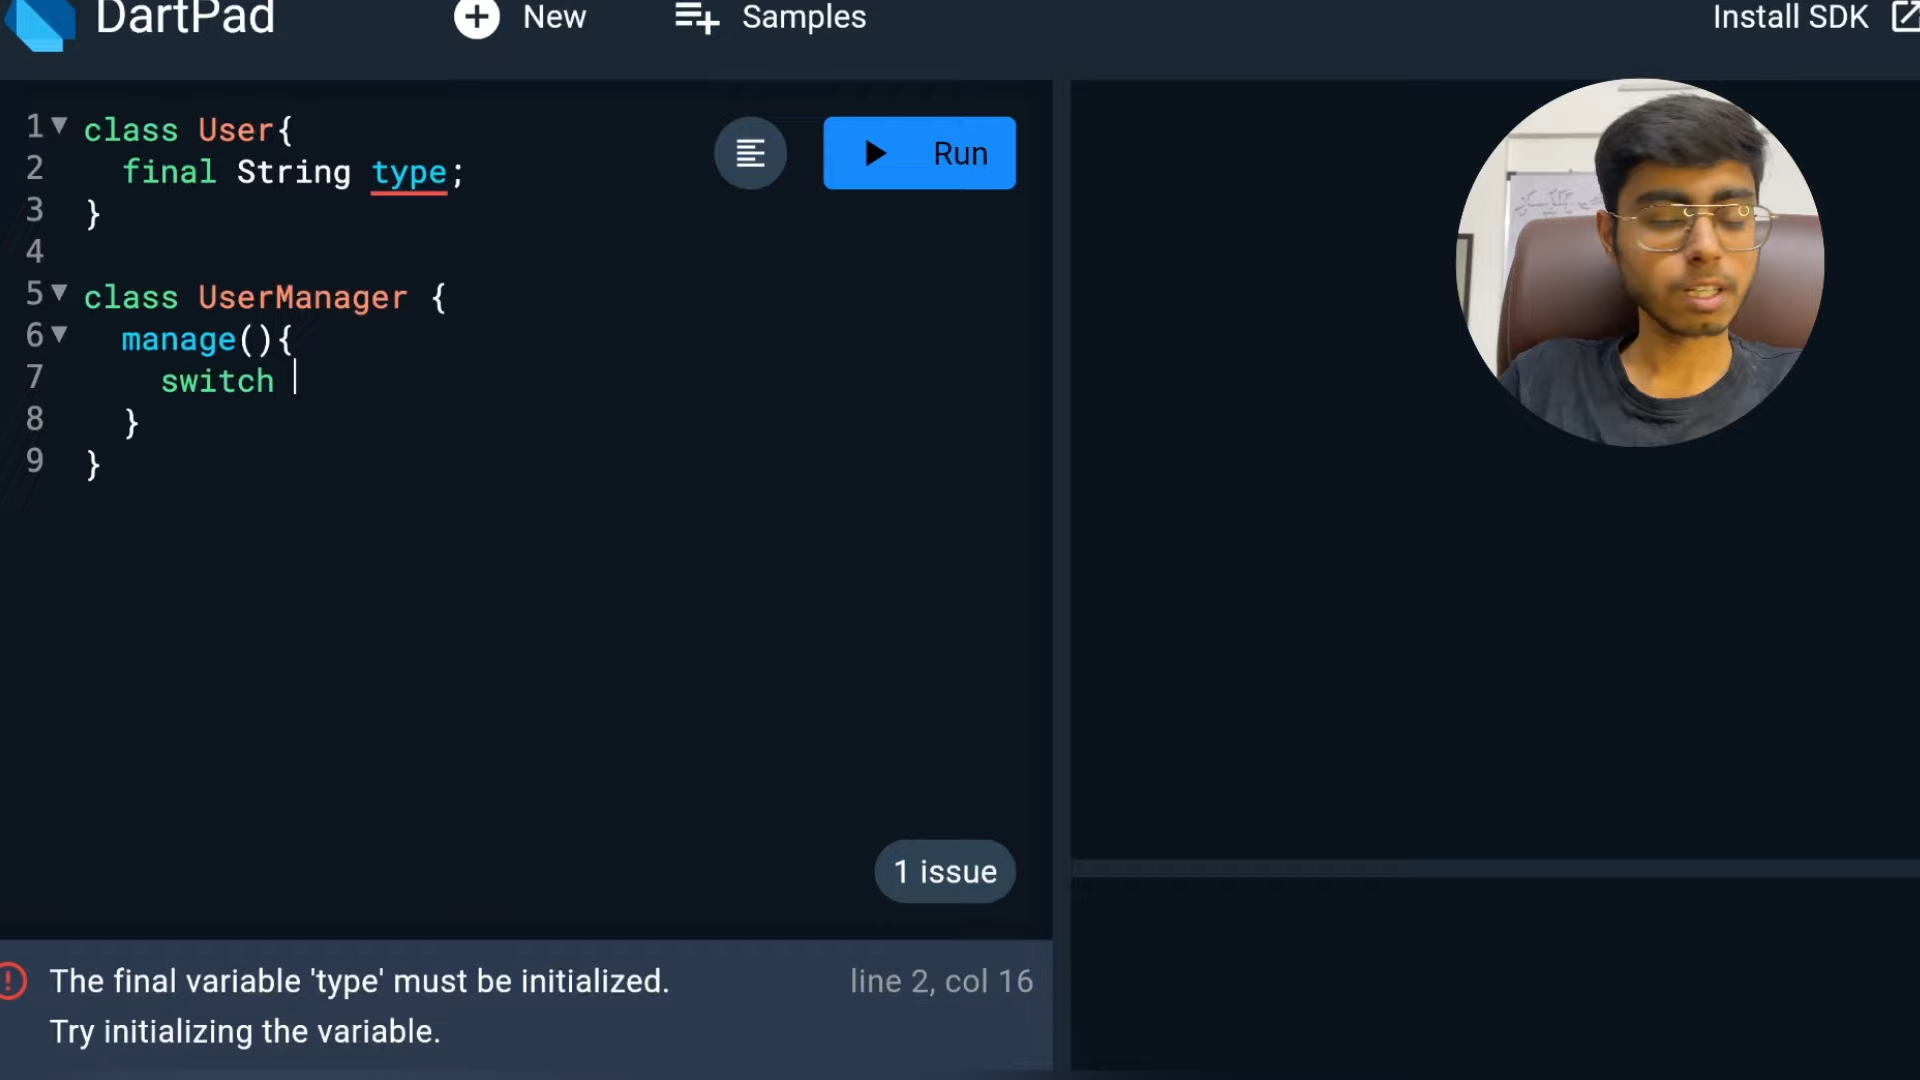 DartPad
New
Samples
Install SDK
1 class User{
2 final String type;
3 }
4
5 class UserManager {
6 manage(){
7 switch
8 }
9 }
Run
1 issue
The final variable 'type' must be initialized.
line 2, col 16
Try initializing the variable.